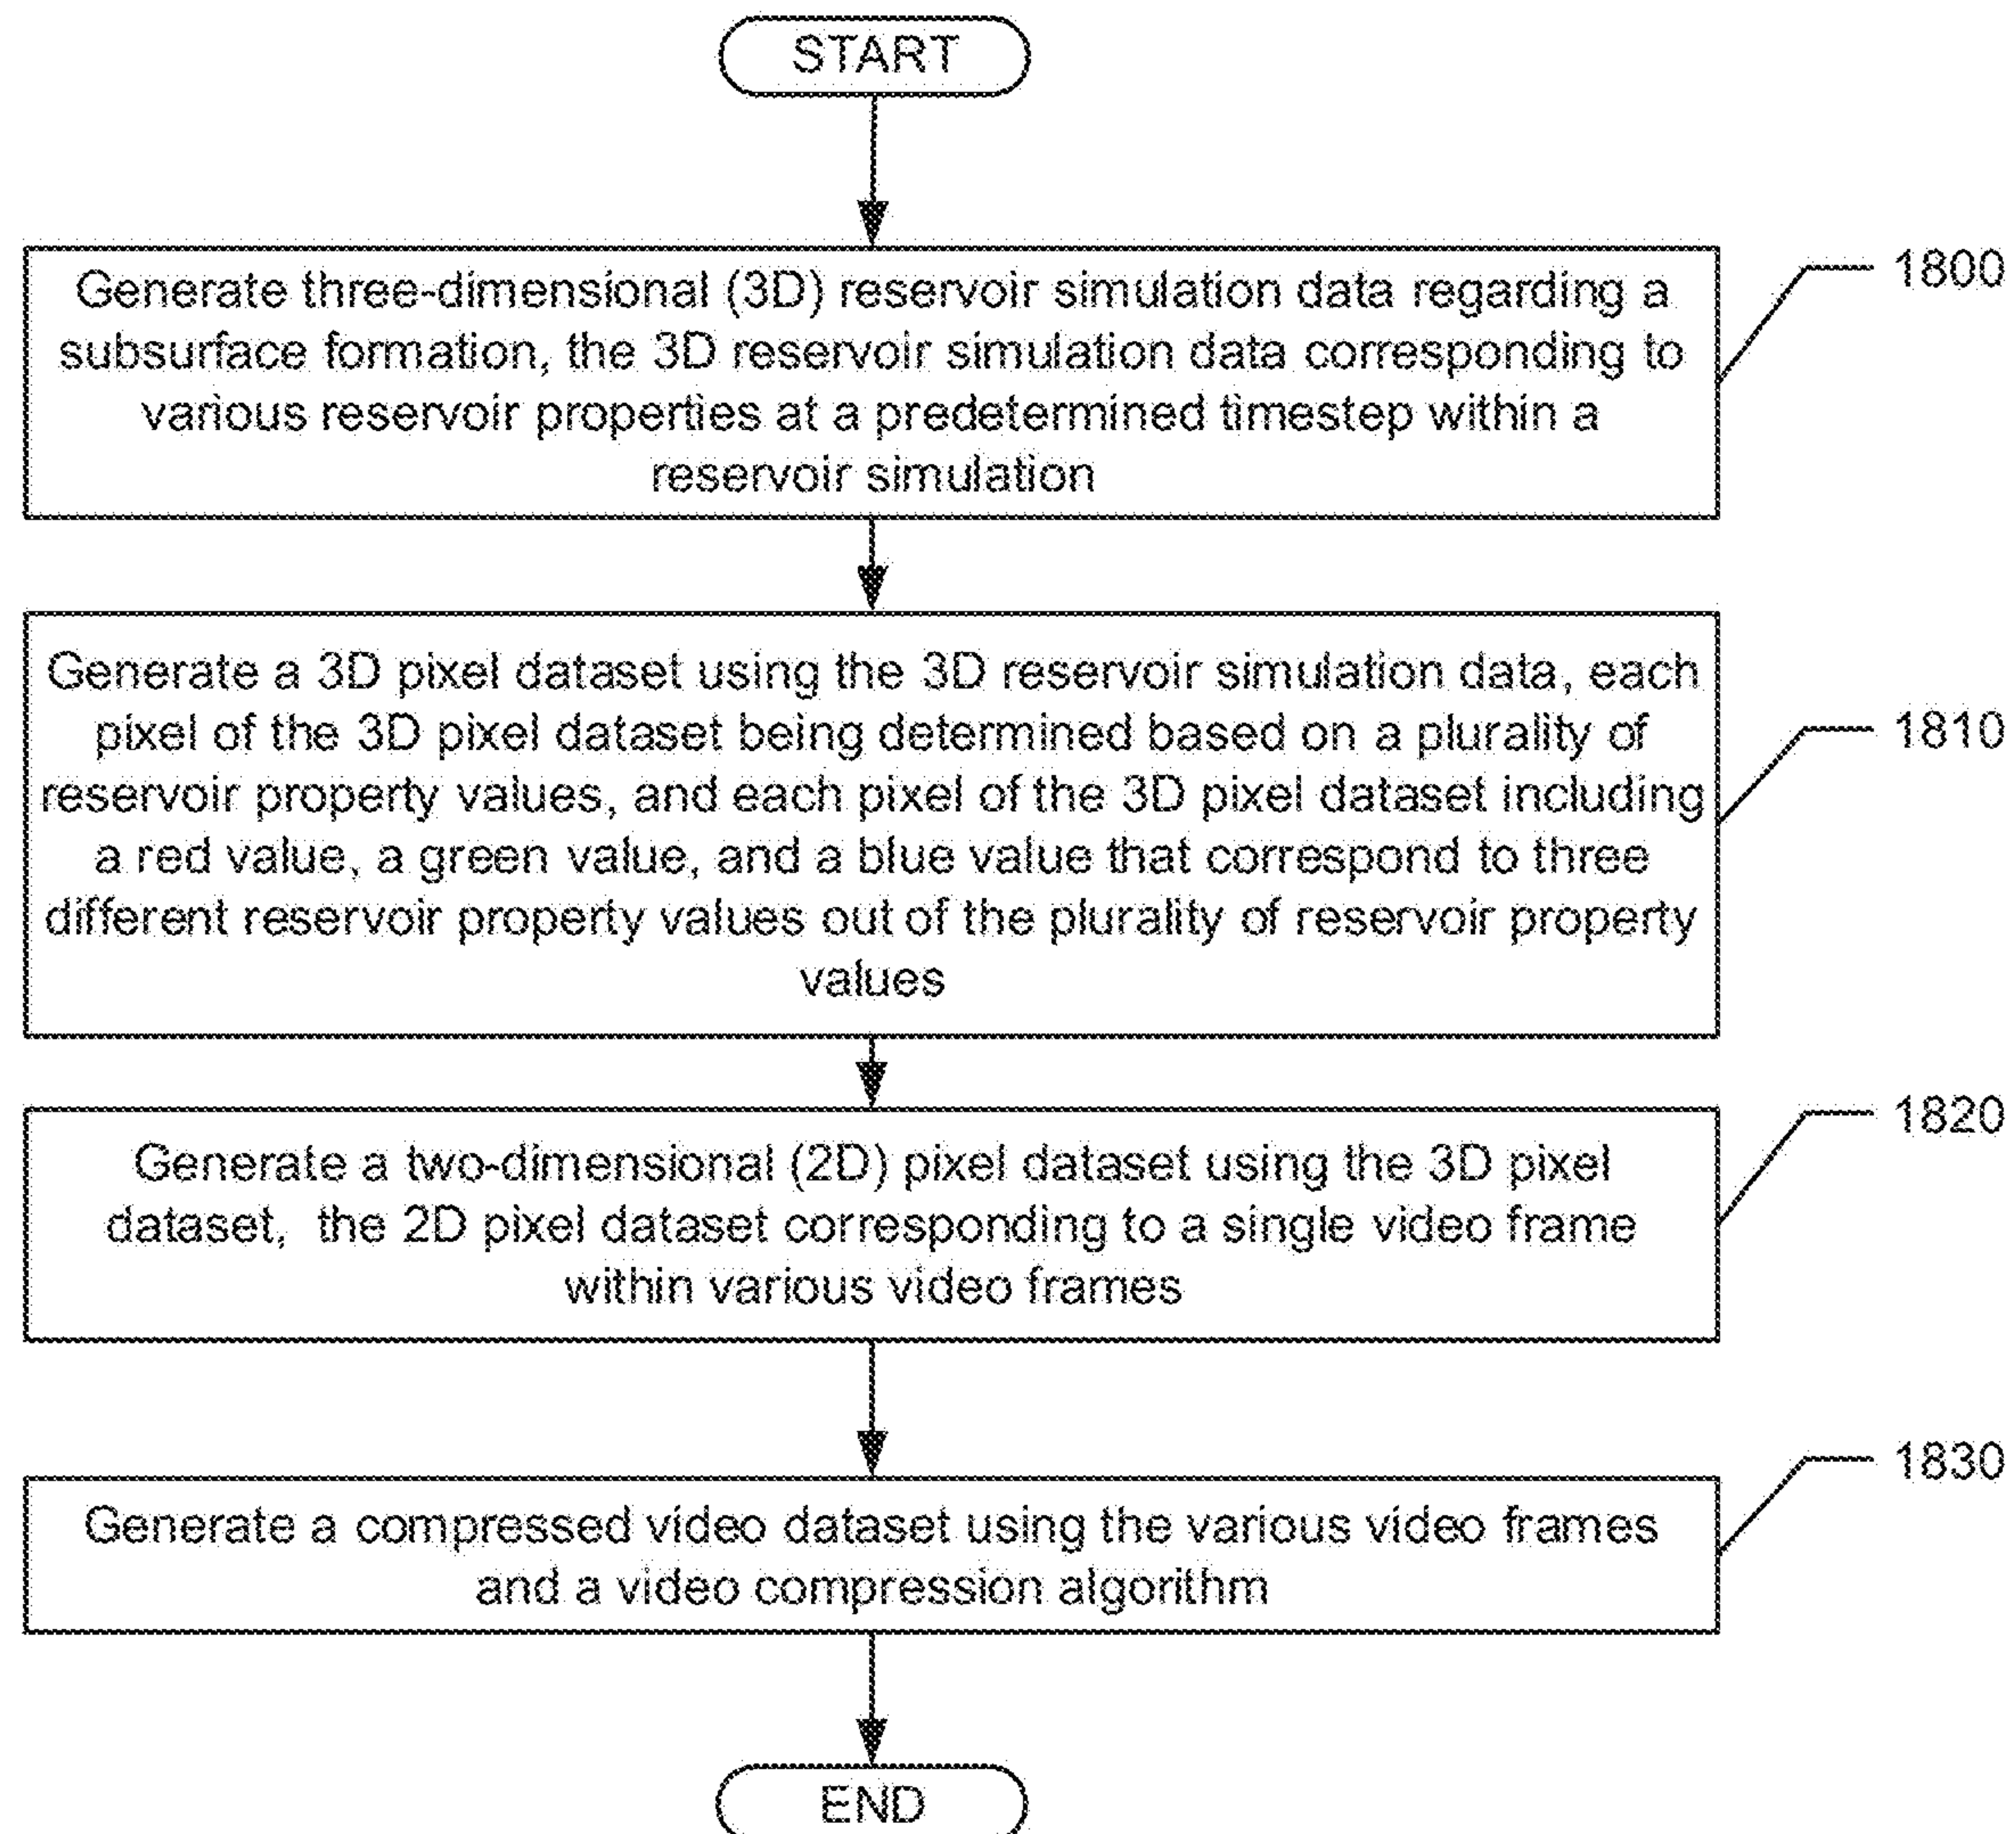 START
Generate three-dimensional (3D) reservoir simulation data regarding a
subsurface formation, the 3D reservoir simulation data corresponding to
various reservoir properties at a predetermined timestep within a
reservoir simulation
1800
Generate a 3D pixel dataset using the 3D reservoir simulation data, each
pixel of the 3D pixel dataset being determined based on a plurality of
reservoir property values, and each pixel of the 3D pixel dataset including
a red value, a green value, and a blue value that correspond to three
different reservoir property values out of the plurality of reservoir property
values
1810
Generate a two-dimensional (2D) pixel dataset using the 3D pixel
dataset, the 2D pixel dataset corresponding to a single video frame
within various video frames
1820
Generate a compressed video dataset using the various video frames
and a video compression algorithm
1830
END